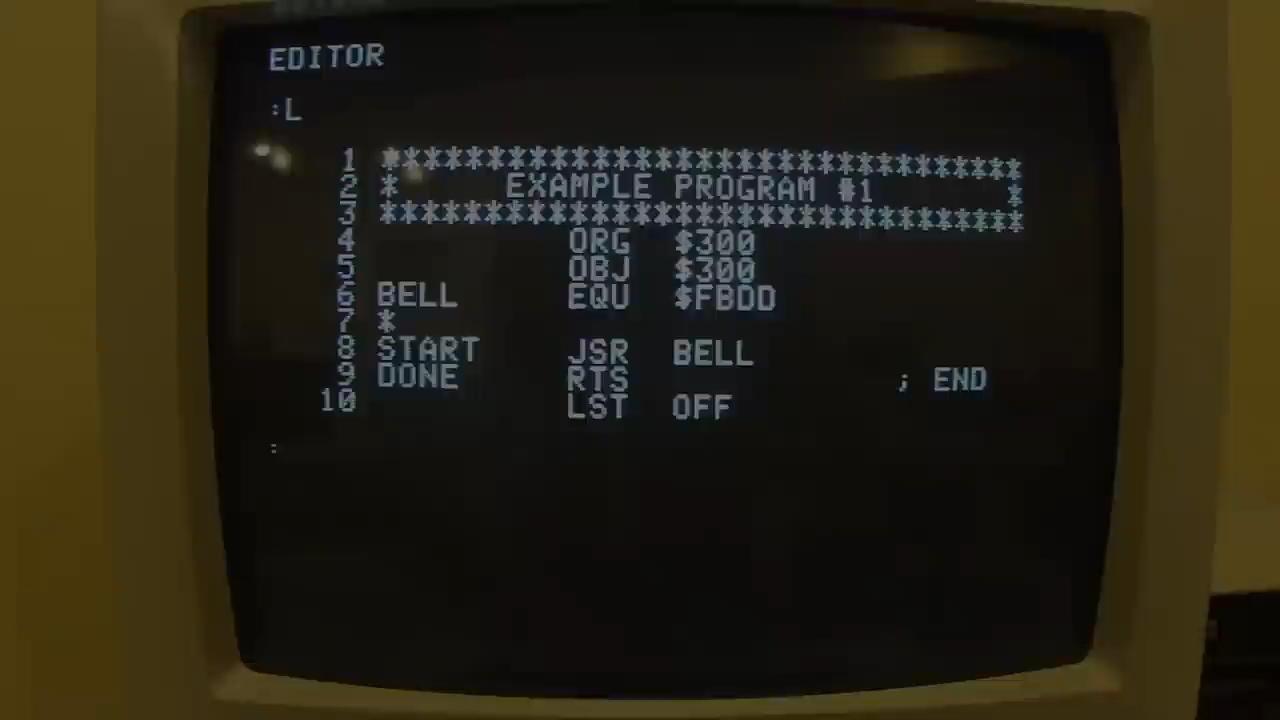 EDITOR
:L
1 *******************************
2 * EXAMPLE PROGRAM #1 *
3 *******************************
4 ORG $300
5 OBJ $300
6 BELL EQU $FBDD
7 *
8 START JSR BELL
9 DONE RTS ; END
10 LST OFF
: